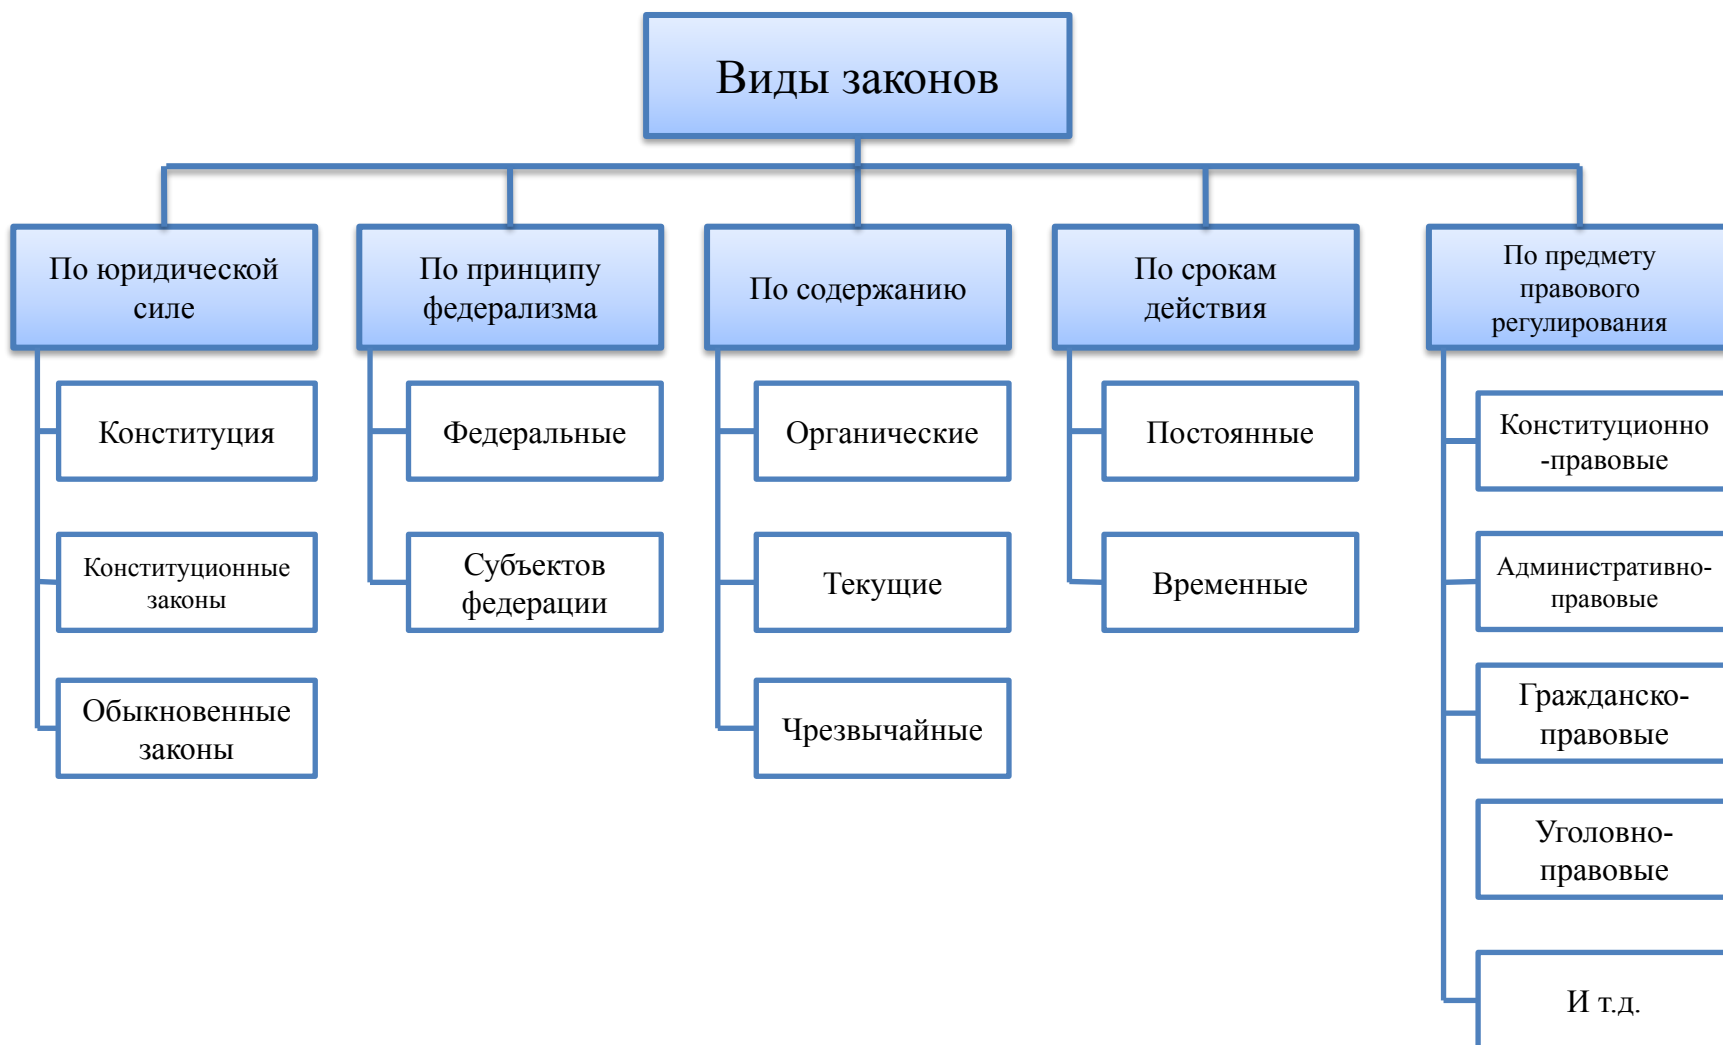 Виды законов
По юридической
силе
Конституция
Конституционные
законы
Обыкновенные
законы
По принципу
федерализма
Федеральные
Субъектов
федерации
По содержанию
Органические
Текущие
Чрезвычайные
По срокам
действия
Постоянные
Временные
По предмету
правового
регулирования
Конституционно
-правовые
Административно-
правовые
Гражданско-
правовые
Уголовно-
правовые
И т.д.